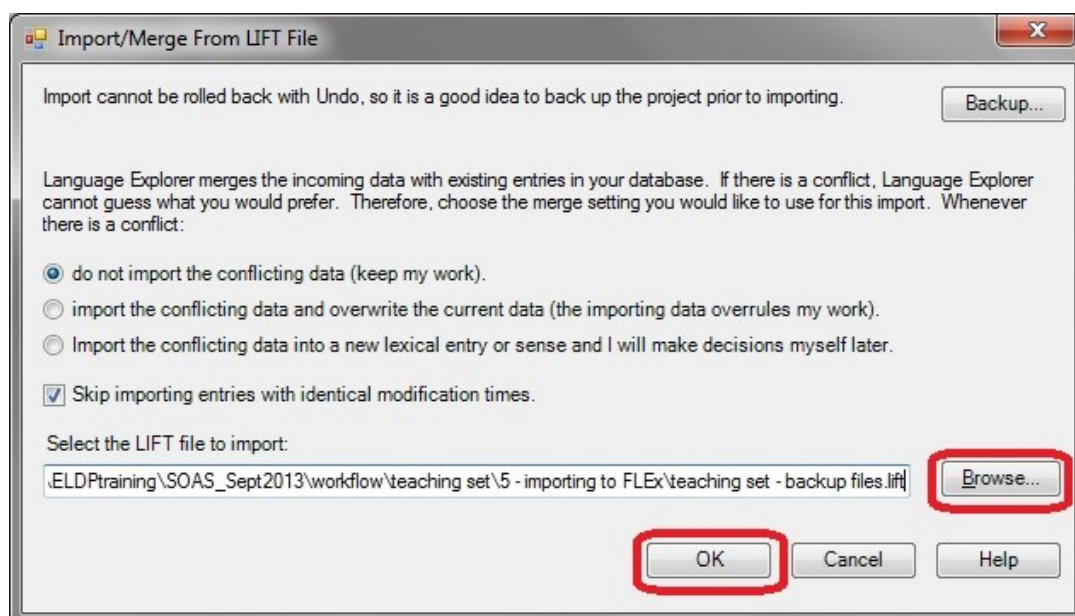 Import/Merge From LIFT File
Import cannot be rolled back with Undo, so it is a good idea to back up the project prior to importing.
Backup...
Language Explorer merges the incoming data with existing entries in your database. If there is a conflict, Language Explorer
cannot guess what you would prefer. Therefore, choose the merge setting you would like to use for this import. Whenever
there is a conflict:
do not import the conflicting data (keep my work).
import the conflicting data and overwrite the current data (the importing data overrules my work).
Import the conflicting data into a new lexical entry or sense and I will make decisions myself later.
Skip importing entries with identical modification times.
Select the LIFT file to import:
.ELDPtraining\SOAS_Sept2013\workflow\teaching set\5 - importing to FLEx\teaching set - backup files.lift
Browse...
OK
Cancel
Help